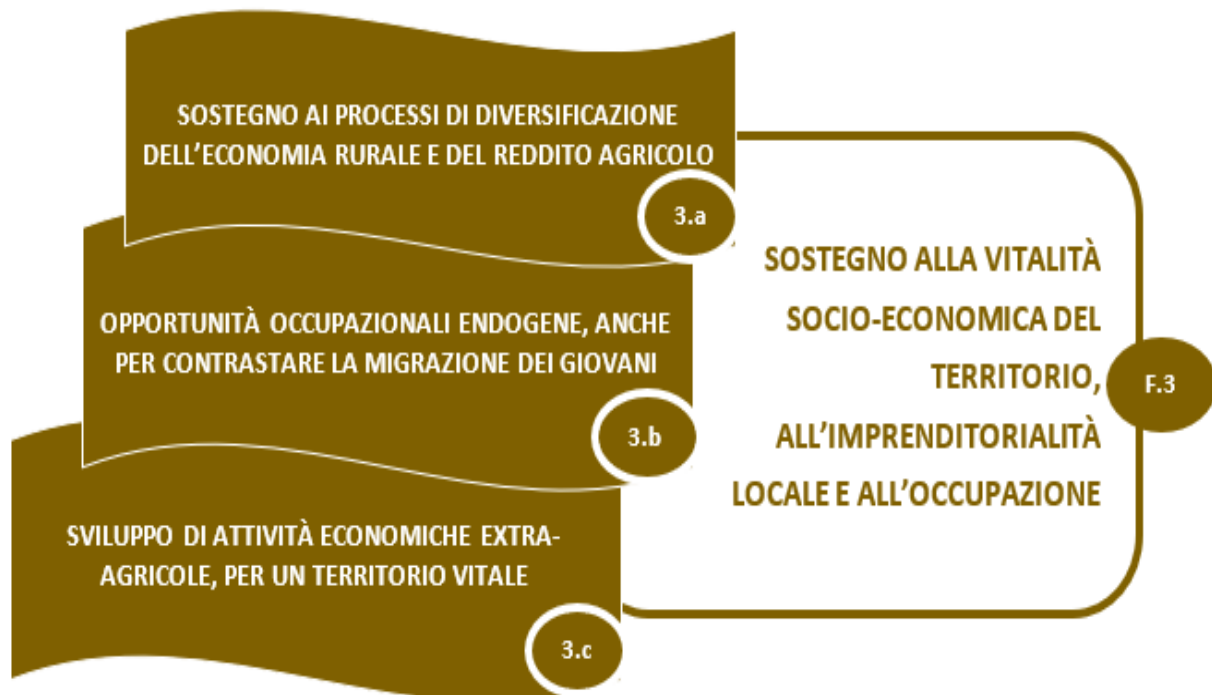 SOSTEGNO AI PROCESSI DI DIVERSIFICAZIONE
DELL'ECONOMIA RURALE E DEL REDDITO AGRICOLO
3.a
OPPORTUNITÀ OCCUPAZIONALI ENDOGENE, ANCHE
PER CONTRASTARE LA MIGRAZIONE DEI GIOVANI
3.b
SVILUPPO DI ATTIVITÀ ECONOMICHE EXTRA-
AGRICOLE, PER UN TERRITORIO VITALE
3.c
SOSTEGNO ALLA VITALITÀ
SOCIO-ECONOMICA DEL
TERRITORIO,
ALL'IMPRENDITORIALITÀ
LOCALE E ALL'OCCUPAZIONE
F.3